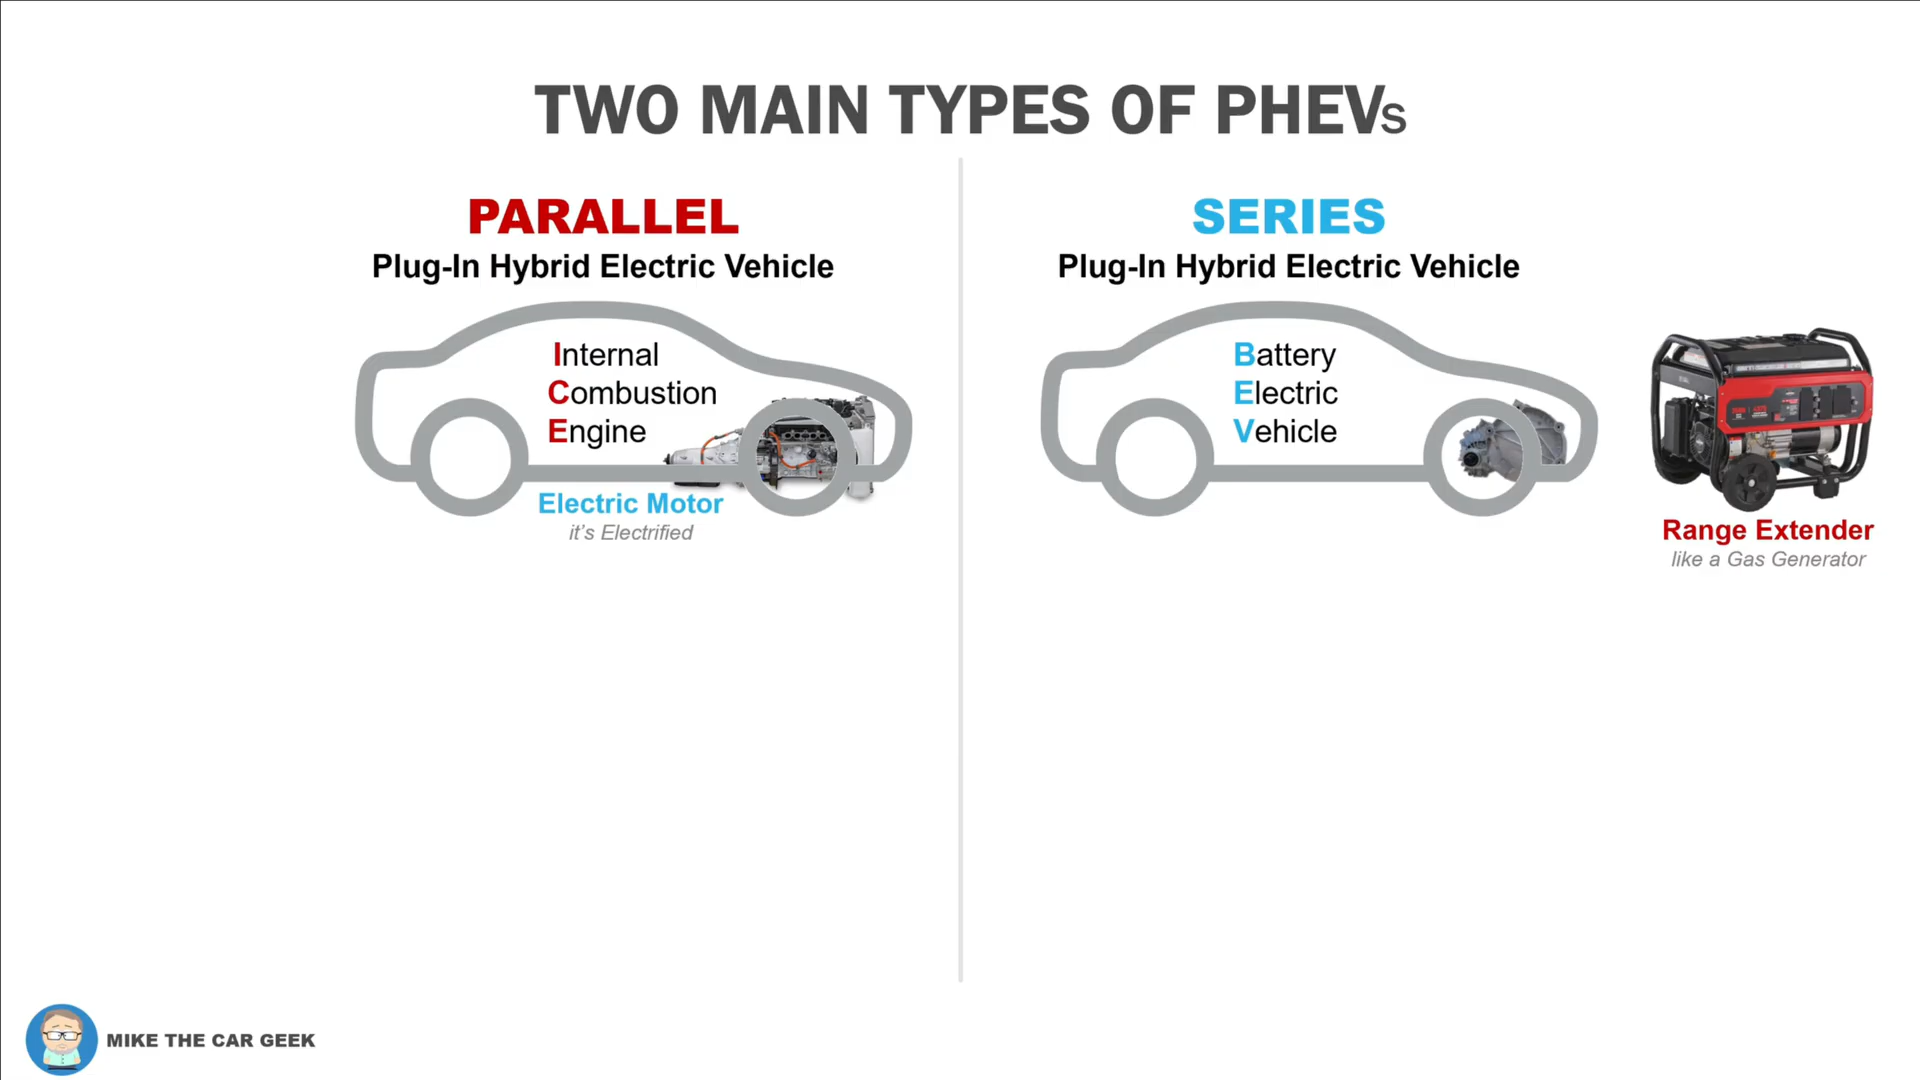 TWO MAIN TYPES OF PHEVs
PARALLEL
Plug-In Hybrid Electric Vehicle
Internal
Combustion
Engine
Electric Motor
it's Electrified
SERIES
Plug-In Hybrid Electric Vehicle
Battery
Electric
Vehicle
Range Extender
like a Gas Generator
MIKE THE CAR GEEK